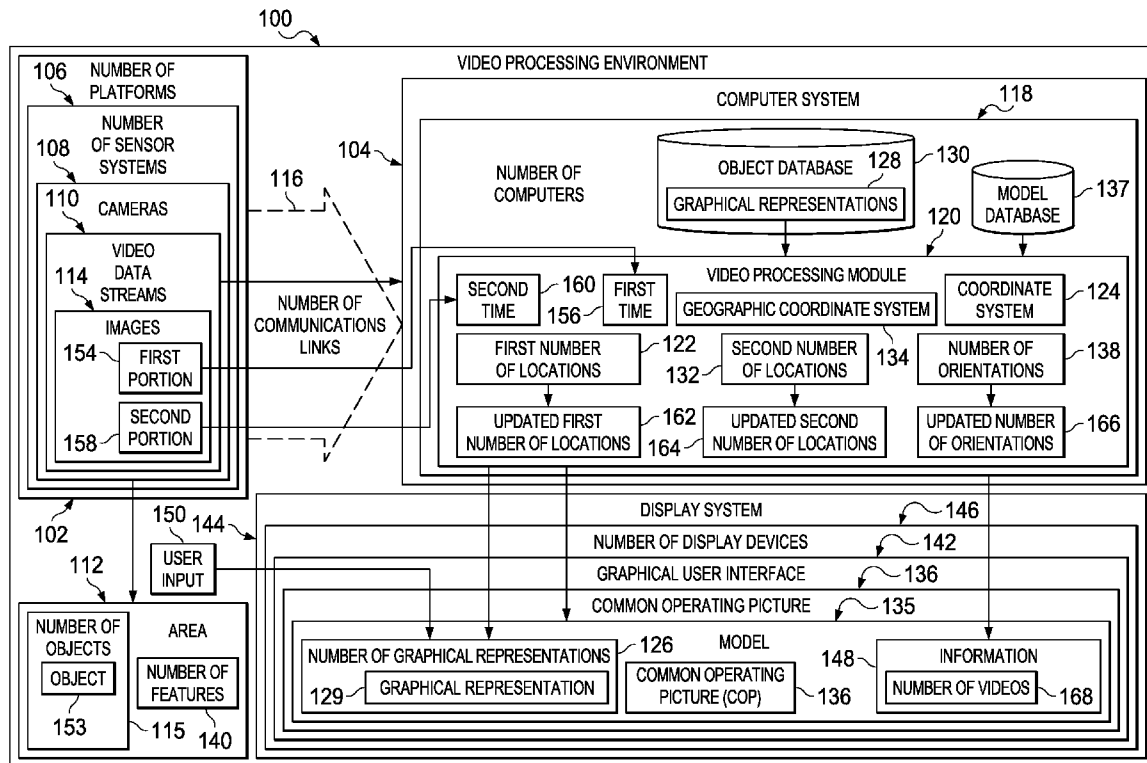 100
VIDEO PROCESSING ENVIRONMENT
106
NUMBER OF
PLATFORMS
NUMBER
OF SENSOR
SYSTEMS
108
CAMERAS
110
VIDEO
DATA
STREAMS
114
IMAGES
154
FIRST
PORTION
158
SECOND
PORTION
102
116
NUMBER OF
COMMUNICATIONS
LINKS
COMPUTER SYSTEM
118
104
NUMBER OF
COMPUTERS
OBJECT DATABASE
128
130
GRAPHICAL REPRESENTATIONS
MODEL
DATABASE
137
120
VIDEO PROCESSING MODULE
SECOND
TIME
160
156
FIRST
TIME
GEOGRAPHIC COORDINATE SYSTEM
134
COORDINATE
SYSTEM
124
FIRST NUMBER
OF LOCATIONS
122
132
SECOND NUMBER
OF LOCATIONS
NUMBER OF
ORIENTATIONS
138
UPDATED FIRST
NUMBER OF LOCATIONS
162
164
UPDATED SECOND
NUMBER OF LOCATIONS
UPDATED NUMBER
OF ORIENTATIONS
166
150
USER
INPUT
144
DISPLAY SYSTEM
146
NUMBER OF DISPLAY DEVICES
142
GRAPHICAL USER INTERFACE
136
COMMON OPERATING PICTURE
135
MODEL
NUMBER OF GRAPHICAL REPRESENTATIONS
126
129
GRAPHICAL REPRESENTATION
COMMON OPERATING
PICTURE (COP)
136
148
INFORMATION
NUMBER OF VIDEOS
168
112
NUMBER OF
OBJECTS
AREA
OBJECT
NUMBER OF
FEATURES
153
115
140